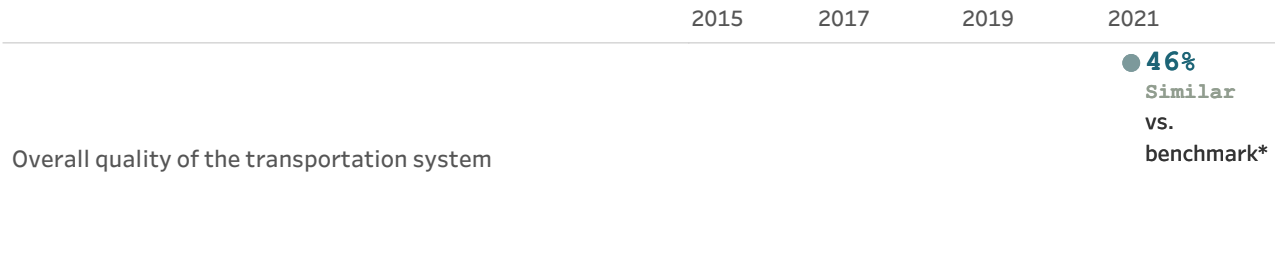 2015 2017 2019 2021
46%
Similar
vs.
benchmark*
Overall quality of the transportation system